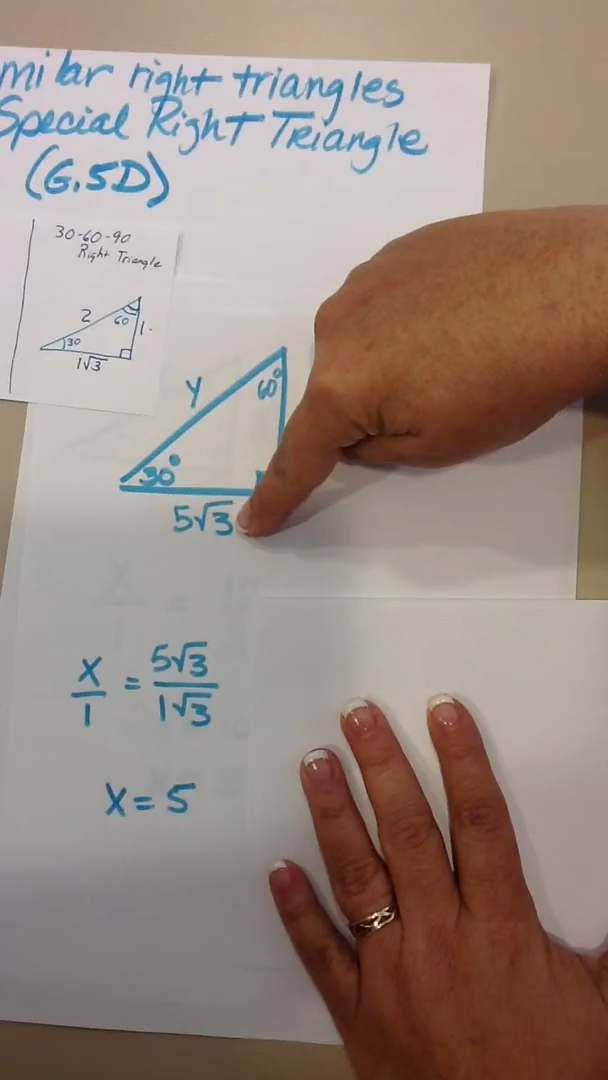 milar right triangles
Special Right Triangle
(G.5D)
30-60-90
Right Triangle
2
60
1
30
1√3
y
60°
30°
5√3
x/1 = 5√3/1√3
x = 5